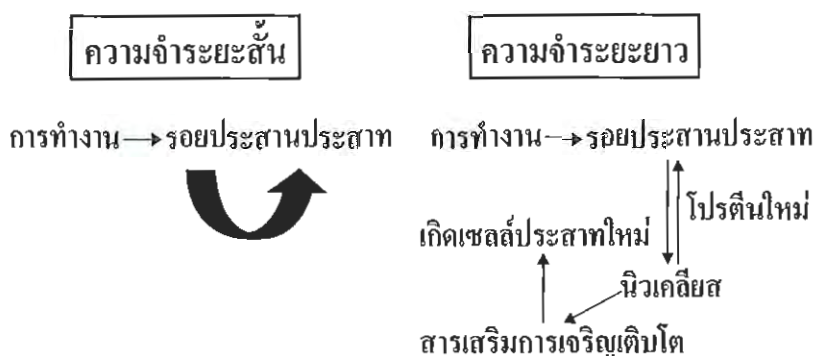 ความจำระยะสั้น
การทำงาน→รอยประสานประสาท
ความจำระยะยาว
การทำงาน→รอยประสานประสาท
โปรตีนใหม่
เกิดเซลล์ประสาทใหม่
นิวเคลียส
สารเสริมการเจริญเติบโต